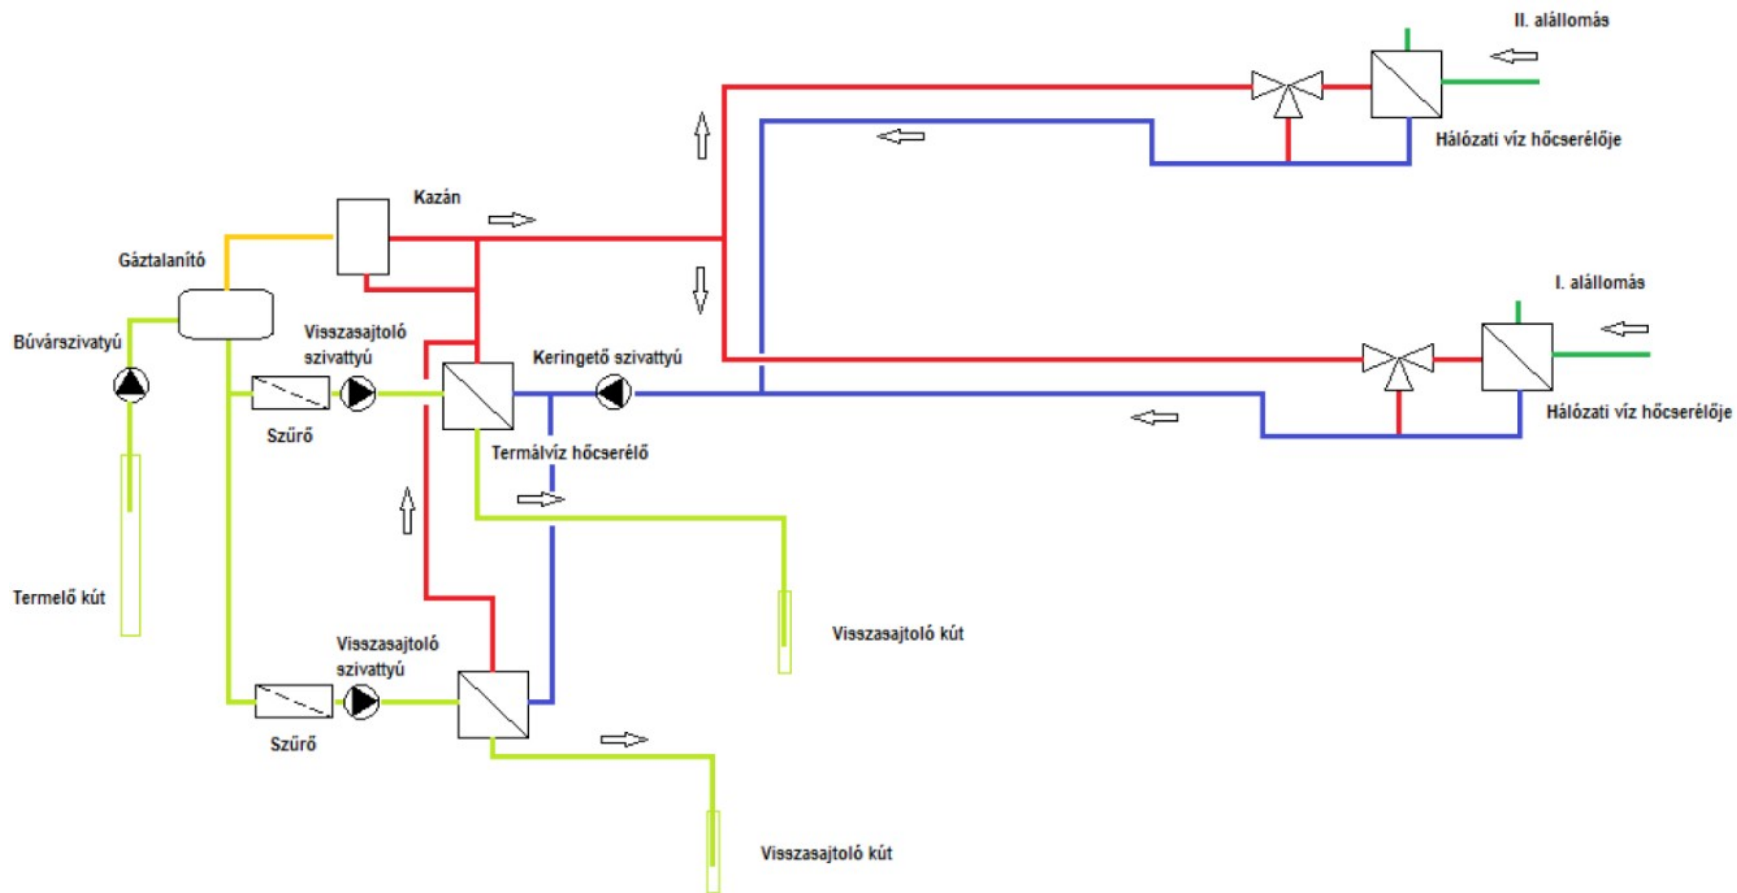 II. alállomás
Hálózati víz hőcserélője
Kazán
Gáztalanító
I. alállomás
Búvárszivatyú
Visszasajtoló
szivattyú
Keringető szivattyú
Hálózati víz hőcserélője
Szűrő
Termálvíz hőcserélő
Termelő kút
Visszasajtoló kút
Visszasajtoló
szivattyú
Szűrő
Visszasajtoló kút